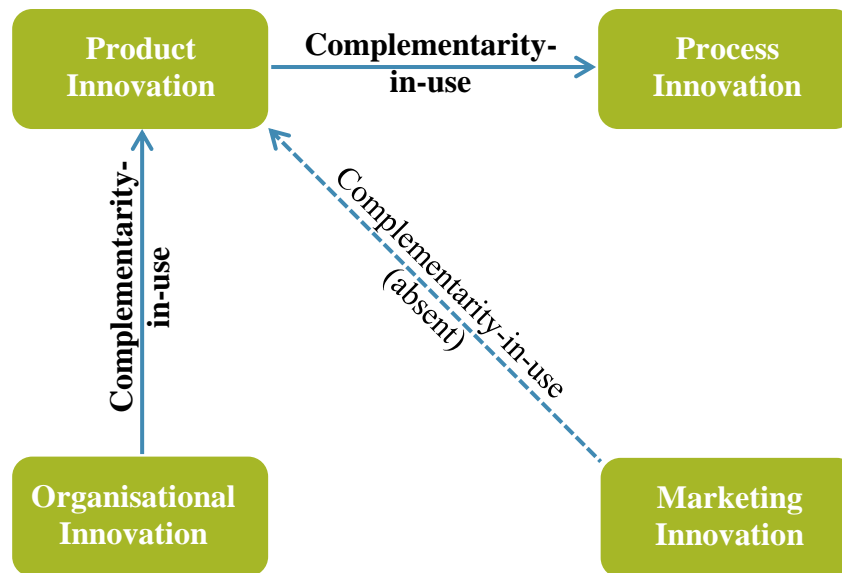 Product
Innovation
Complementarity-
in-use
Process
Innovation
Complementarity-
in-use
Complementarity-in-use
(absent)
Organisational
Innovation
Marketing
Innovation